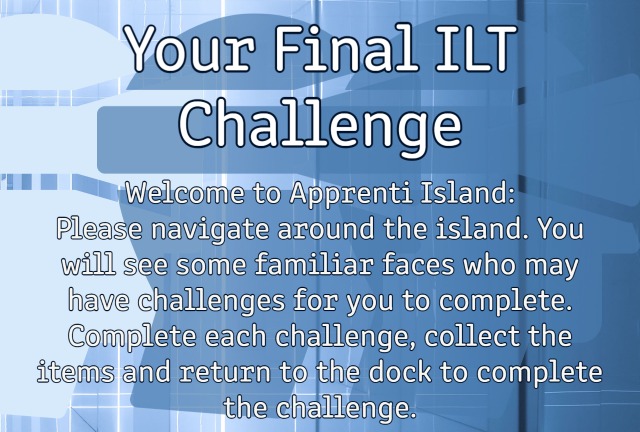 Your Final ILT
Challenge
Welcome to Apprenti Island:
Please navigate around the island. You
will see some familiar faces who may
have challenges for you to complete.
Complete each challenge, collect the
items and return to the dock to complete
the challenge.